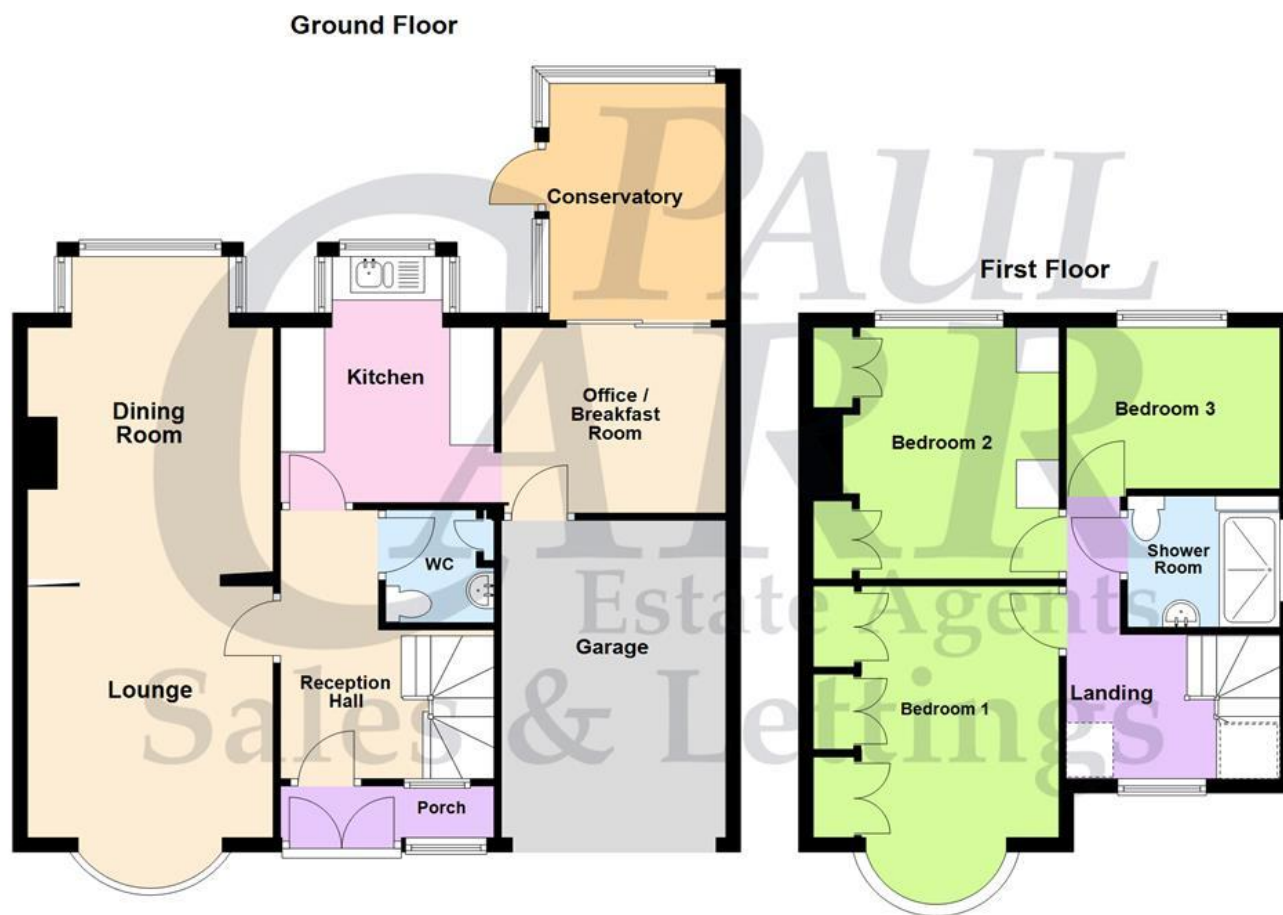 Ground Floor
Conservatory
Kitchen
Dining
Room
Office /
Breakfast
Room
WC
Garage
Lounge
Reception
Hall
Porch
First Floor
Bedroom 2
Bedroom 3
Shower
Room
Bedroom 1
Landing
PAUL
CARR
Estate Agents
Sales & Lettings